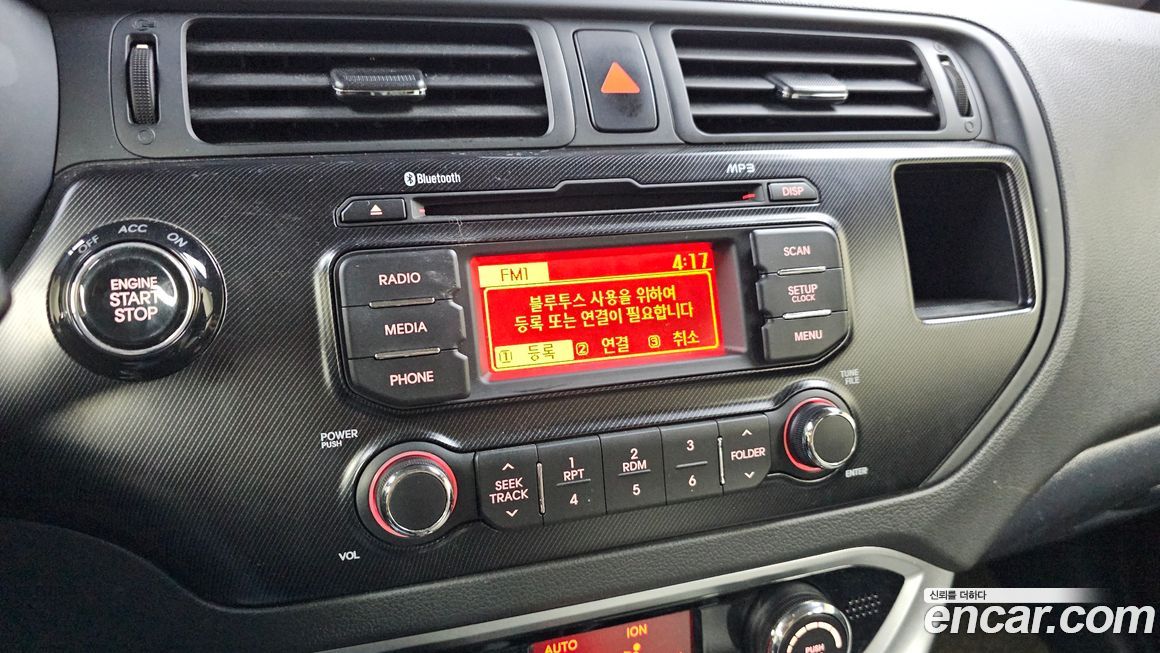 Bluetooth
MP3
DISP
OFF ACC ON
ENGINE
START
STOP
RADIO
MEDIA
PHONE
FM1 4:17
블루투스 사용을 위하여
등록 또는 연결이 필요합니다
1 등록 2 연결 3 취소
SCAN
SETUP
CLOCK
MENU
TUNE
FILE
POWER
PUSH
VOL
SEEK
TRACK
1
RPT
4
2
RDM
5
3
6
FOLDER
ENTER
AUTO
ION
PUSH
신뢰를 더하다
encar.com